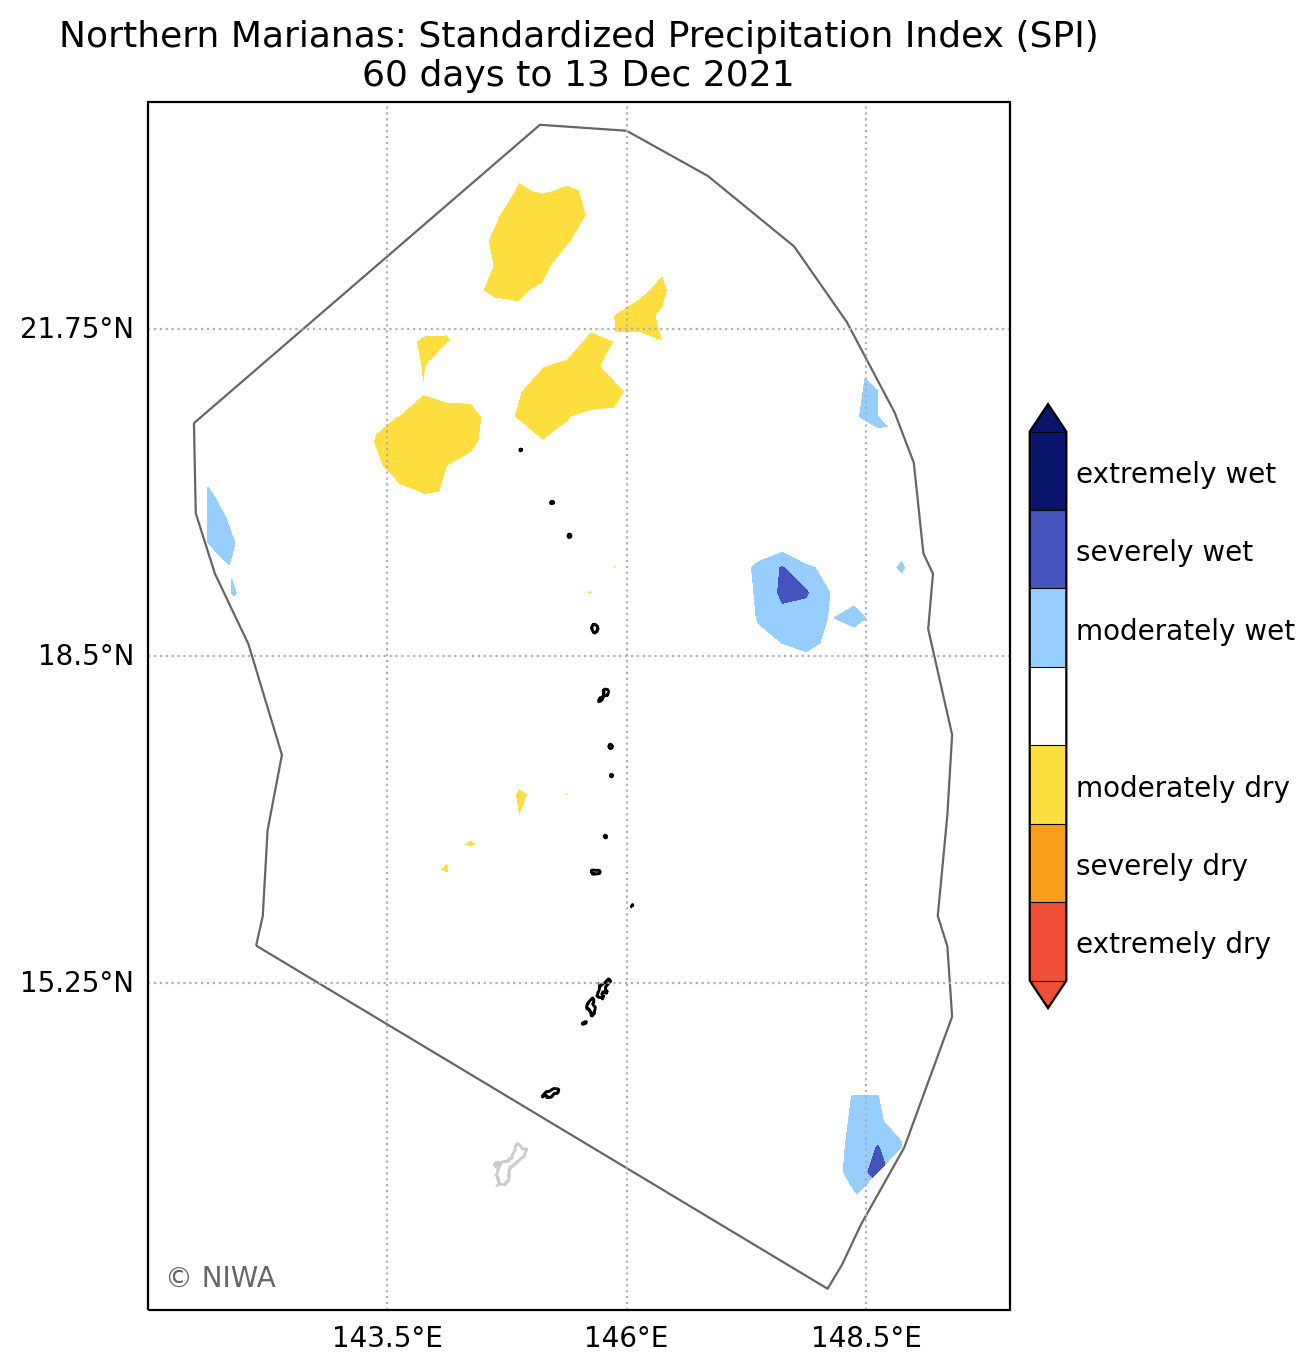 Northern Marianas: Standardized Precipitation Index (SPI)
60 days to 13 Dec 2021
21.75°N
18.5°N
15.25°N
143.5°E
146°E
148.5°E
extremely wet
severely wet
moderately wet
moderately dry
severely dry
extremely dry
© NIWA